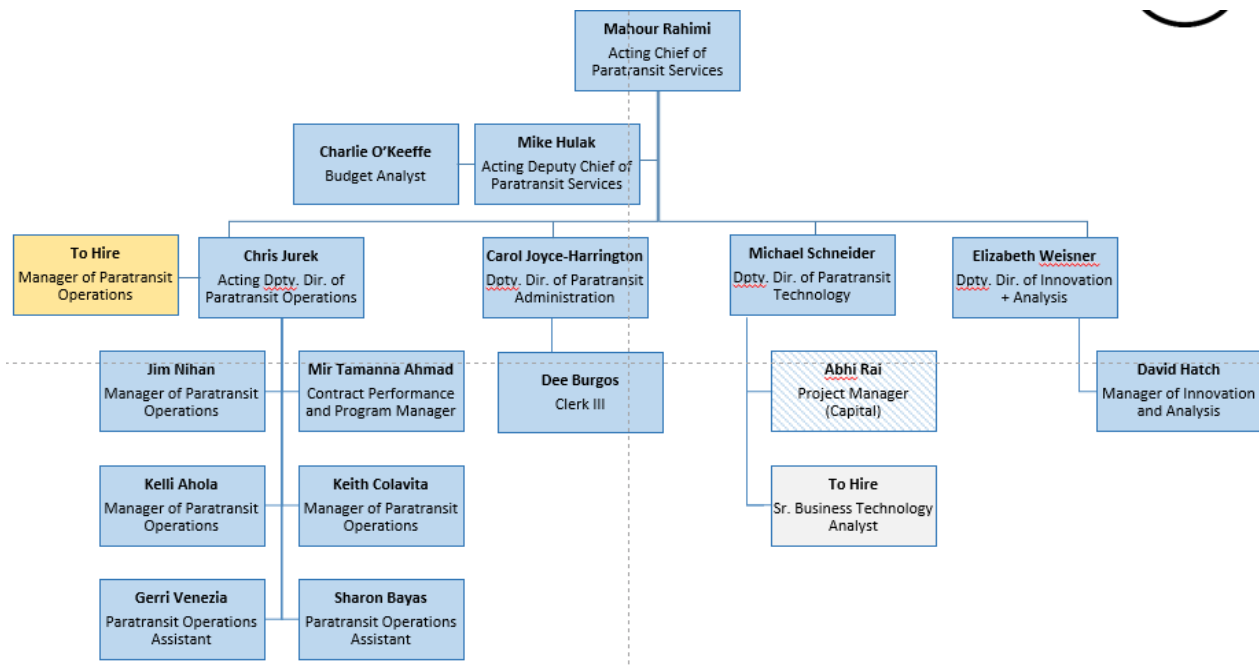 Mahour Rahimi
Acting Chief of
Paratransit Services
Charlie O’Keeffe
Budget Analyst
Mike Hulak
Acting Deputy Chief of
Paratransit Services
To Hire
Manager of Paratransit
Operations
Chris Jurek
Acting Dpty. Dir. of
Paratransit Operations
Carol Joyce-Harrington
Dpty. Dir. of Paratransit
Administration
Michael Schneider
Dpty. Dir. of Paratransit
Technology
Elizabeth Weisner
Dpty. Dir. of Innovation
+ Analysis
Jim Nihan
Manager of Paratransit
Operations
Mir Tamanna Ahmad
Contract Performance
and Program Manager
Dee Burgos
Clerk III
Abhi Rai
Project Manager
(Capital)
David Hatch
Manager of Innovation
and Analysis
Kelli Ahola
Manager of Paratransit
Operations
Keith Colavita
Manager of Paratransit
Operations
To Hire
Sr. Business Technology
Analyst
Gerri Venezia
Paratransit Operations
Assistant
Sharon Bayas
Paratransit Operations
Assistant